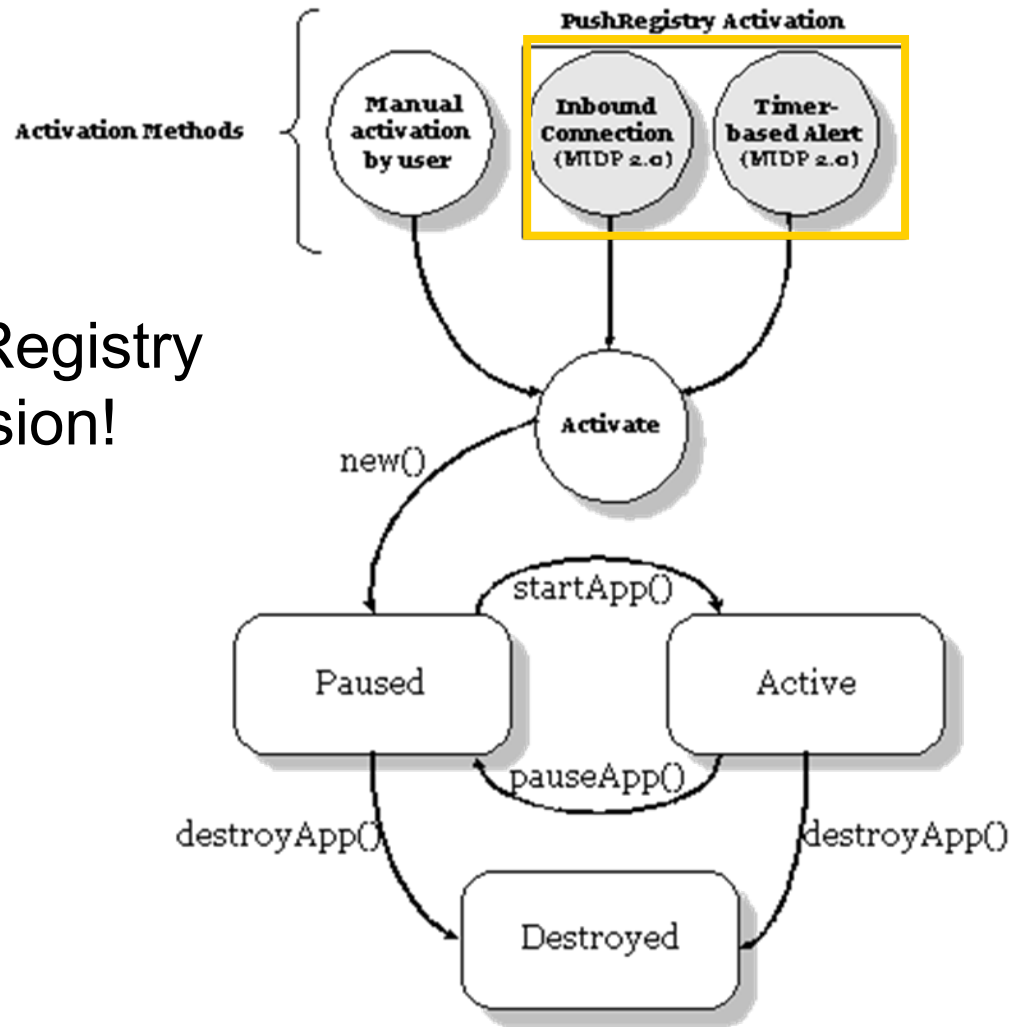 PushRegistry Activation
Activation Methods
Manual
activation
by user
Inbound
Connection
(MIDP 2.0)
Timer-
based Alert
(MIDP 2.0)
Registry
sion!
Activate
new()
startApp()
Paused
Active
pauseApp()
destroyApp()
destroyApp()
Destroyed